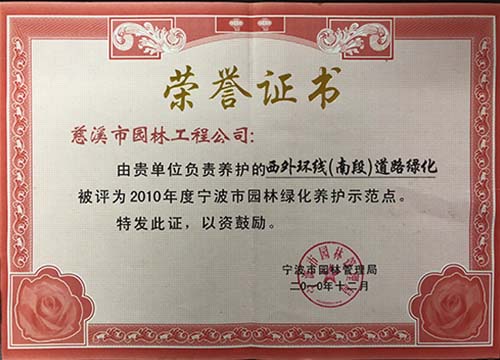 荣誉证书
慈溪市园林工程公司:
由贵单位负责养护的西外环线(南段)道路绿化
被评为2010年度宁波市园林绿化养护示范点。
特发此证，以资鼓励。
宁波市园林管理局
二〇一〇年十二月